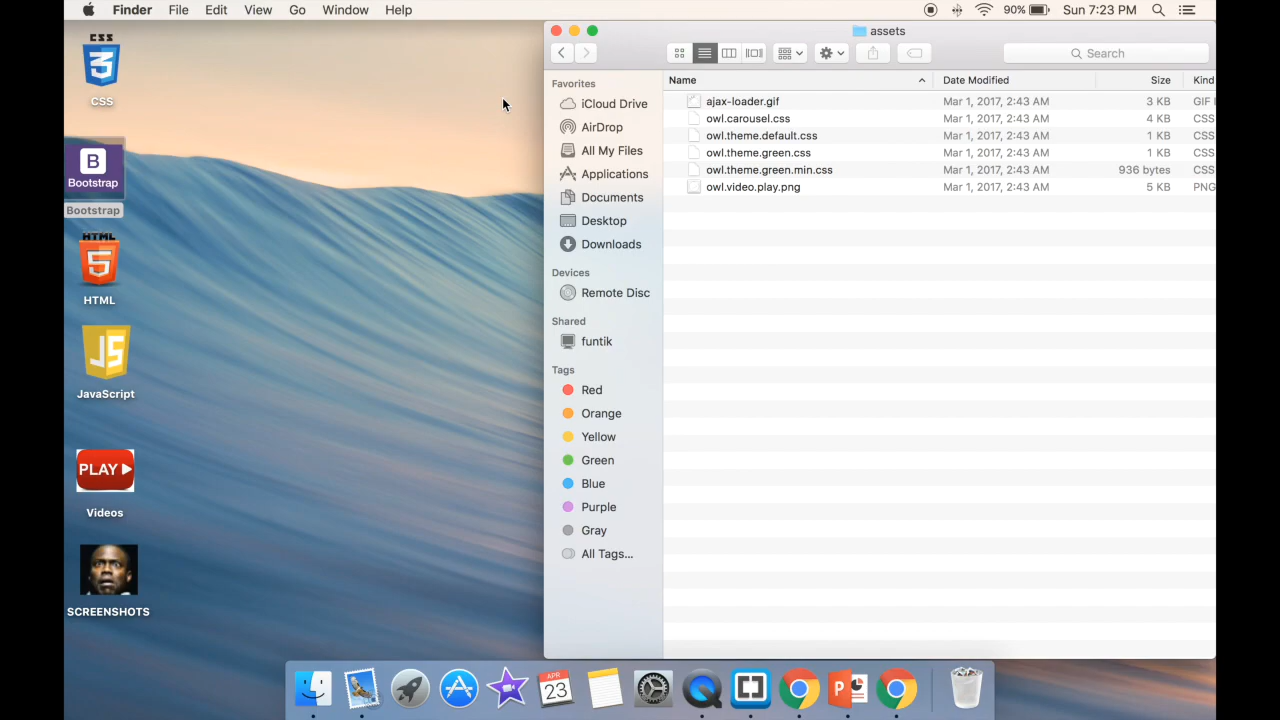 Finder File Edit View Go Window Help 90% Sun 7:23 PM
CSS
3
CSS
B
Bootstrap
Bootstrap
HTML
5
HTML
JS
JavaScript
PLAY
Videos
SCREENSHOTS
assets
Search
Favorites
iCloud Drive
AirDrop
All My Files
Applications
Documents
Desktop
Downloads
Devices
Remote Disc
Shared
funtik
Tags
Red
Orange
Yellow
Green
Blue
Purple
Gray
All Tags...
Name Date Modified Size Kind
ajax-loader.gif Mar 1, 2017, 2:43 AM 3 KB GIF
owl.carousel.css Mar 1, 2017, 2:43 AM 4 KB CSS
owl.theme.default.css Mar 1, 2017, 2:43 AM 1 KB CSS
owl.theme.green.css Mar 1, 2017, 2:43 AM 1 KB CSS
owl.theme.green.min.css Mar 1, 2017, 2:43 AM 936 bytes CSS
owl.video.play.png Mar 1, 2017, 2:43 AM 5 KB PNG
APR
23
P